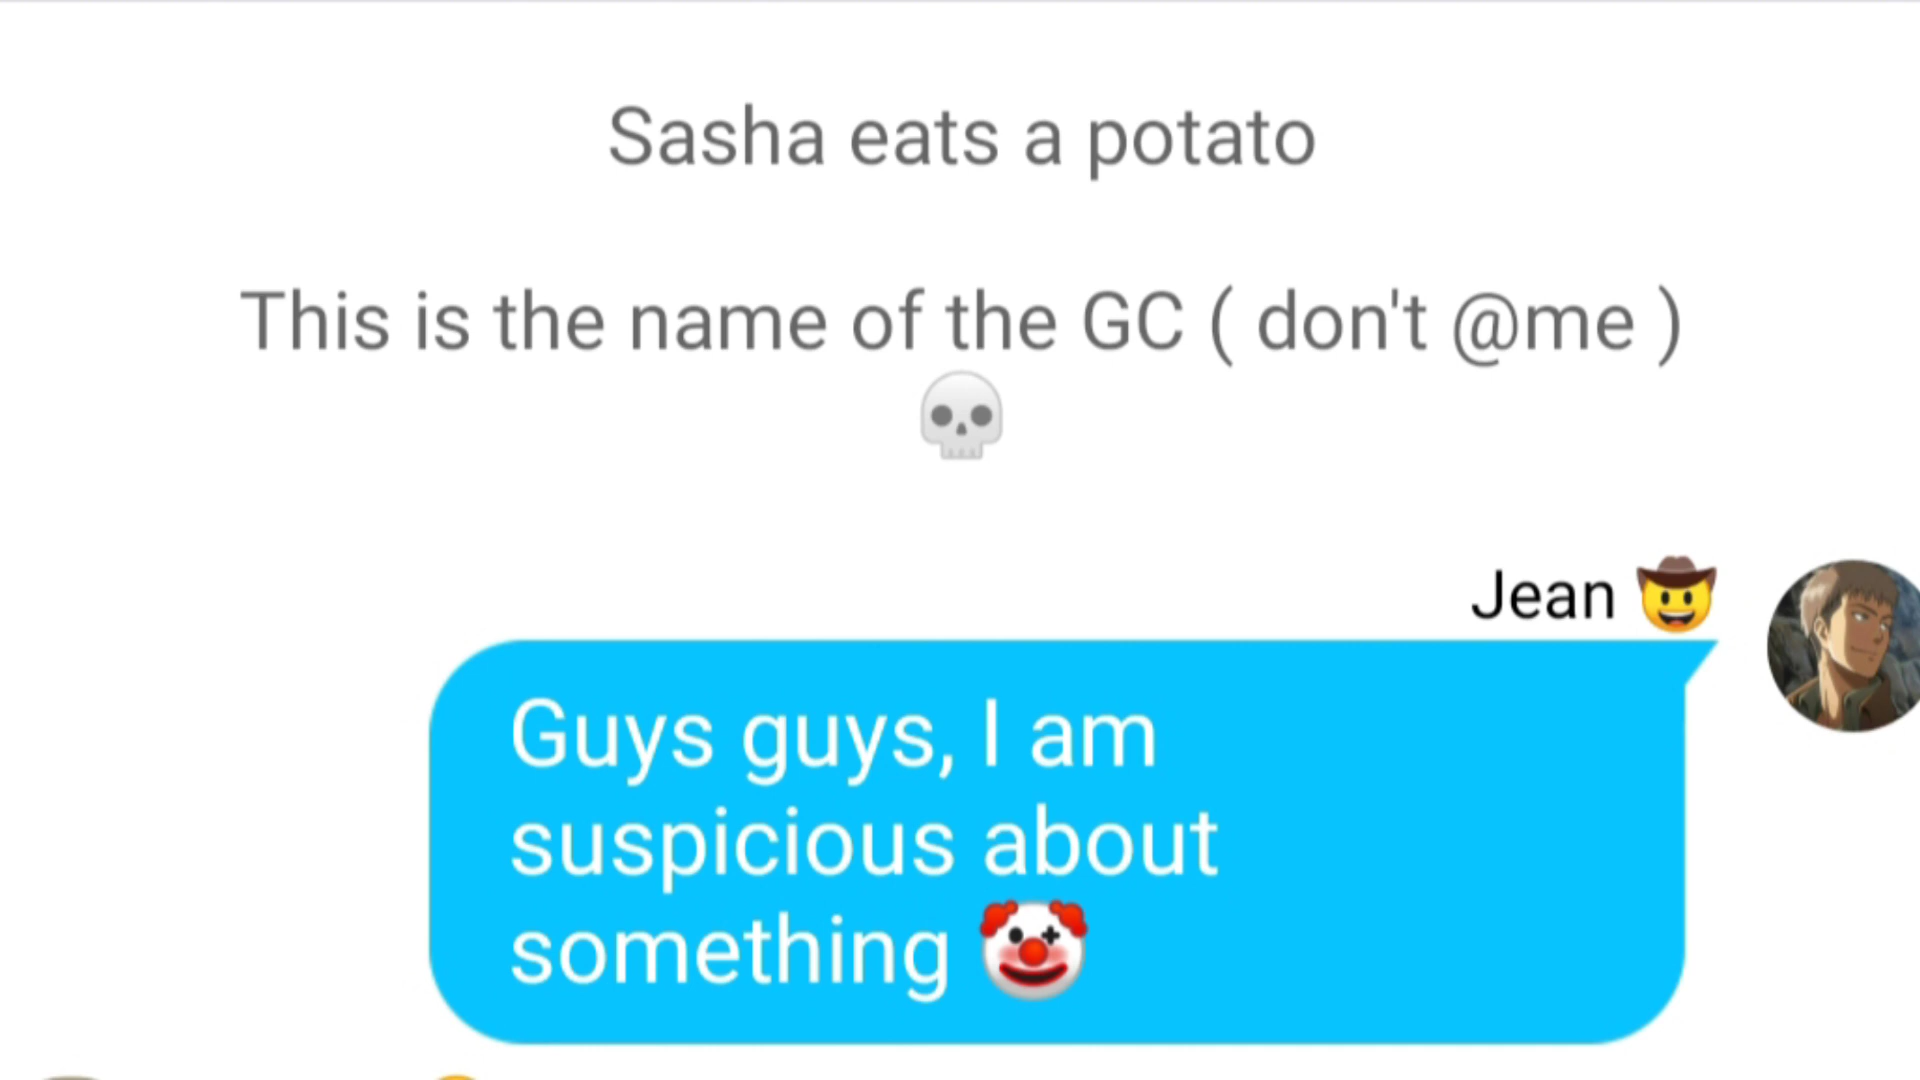 Sasha eats a potato
This is the name of the GC ( don't @me )
💀
Jean 🤠
Guys guys, I am
suspicious about
something 🤡